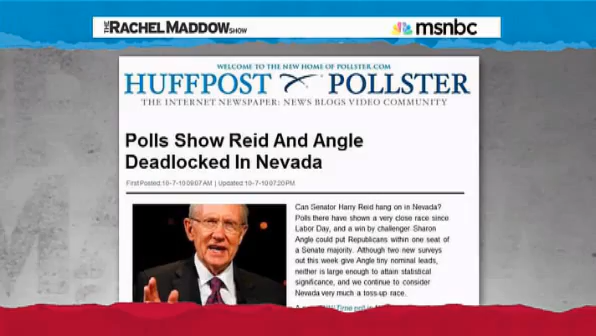 THE RACHEL MADDOW SHOW
msnbc
WELCOME TO THE NEW HOME OF POLLSTER.COM
HUFFPOST POLLSTER
THE INTERNET NEWSPAPER: NEWS BLOGS VIDEO COMMUNITY
Polls Show Reid And Angle
Deadlocked In Nevada
First Posted: 10-7-10 09:07 AM | Updated: 10-7-10 07:20 PM
Can Senator Harry Reid hang on in Nevada?
Polls there have shown a very close race since
Labor Day, and a win by challenger Sharron
Angle could put Republicans within one seat of
a Senate majority. Although two new surveys
out this week give Angle tiny nominal leads,
neither is large enough to attain statistical
significance, and we continue to consider
Nevada very much a toss-up race.